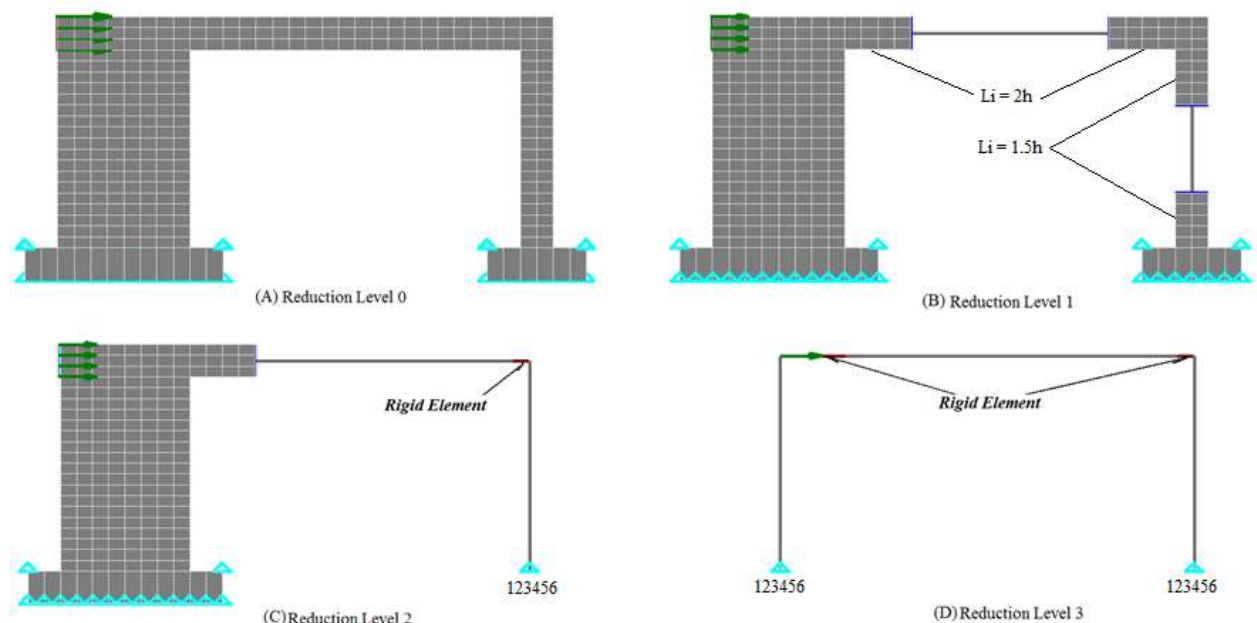 Li = 2h
Li = 1.5h
(A) Reduction Level 0
(B) Reduction Level 1
Rigid Element
Rigid Element
123456
123456
123456
(C) Reduction Level 2
(D) Reduction Level 3